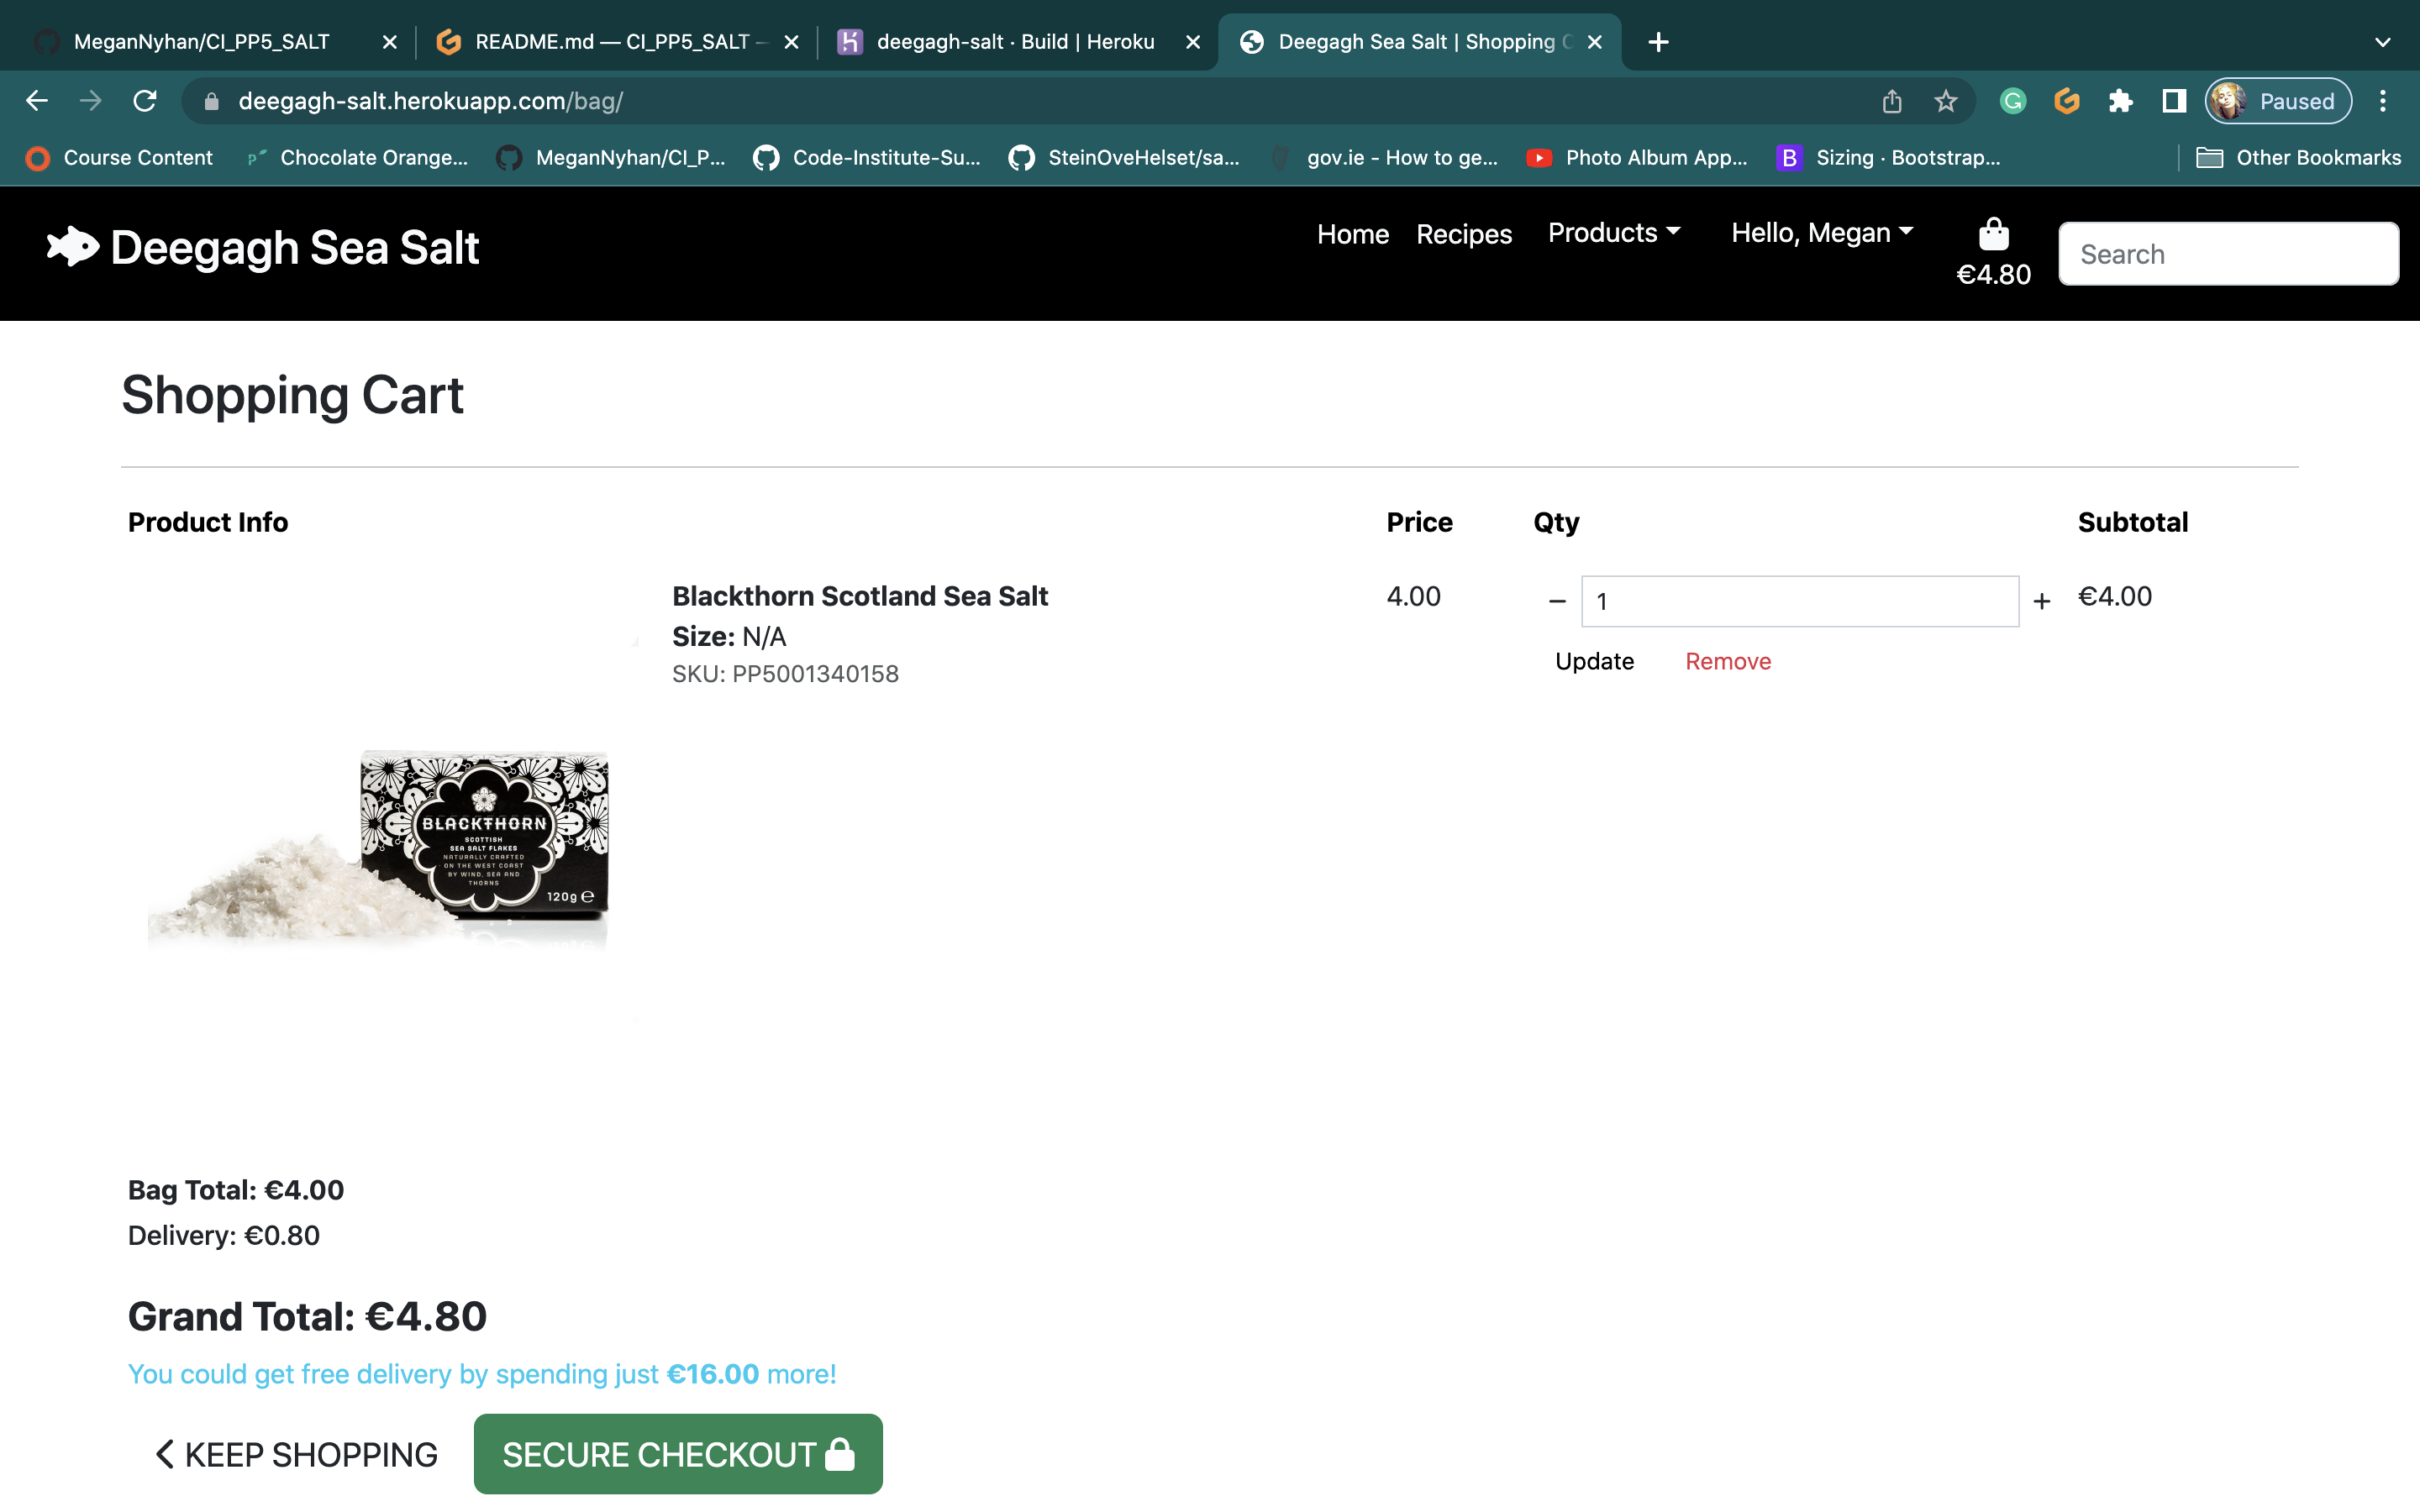 MeganNyhan/CI_PP5_SALT
README.md — CI_PP5_SALT –
deegagh-salt · Build | Heroku
Deegagh Sea Salt | Shopping C
deegagh-salt.herokuapp.com/bag/
Paused
Course Content
Chocolate Orange...
MeganNyhan/CI_P...
Code-Institute-Su...
SteinOveHelset/sa...
gov.ie - How to ge...
Photo Album App...
B
Sizing · Bootstrap...
Other Bookmarks
Deegagh Sea Salt
Home
Recipes
Products
Hello, Megan
€4.80
Search
Shopping Cart
Product Info
Price
Qty
Subtotal
Blackthorn Scotland Sea Salt
Size: N/A
SKU: PP5001340158
4.00
− 1 +
€4.00
Update
Remove
BLACKTHORN
SCOTTISH
SEA SALT FLAKES
NATURALLY CRAFTED
ON THE WEST COAST
BY WIND, SEA AND
THORNS
120g ℮
Bag Total: €4.00
Delivery: €0.80
Grand Total: €4.80
You could get free delivery by spending just €16.00 more!
KEEP SHOPPING
SECURE CHECKOUT